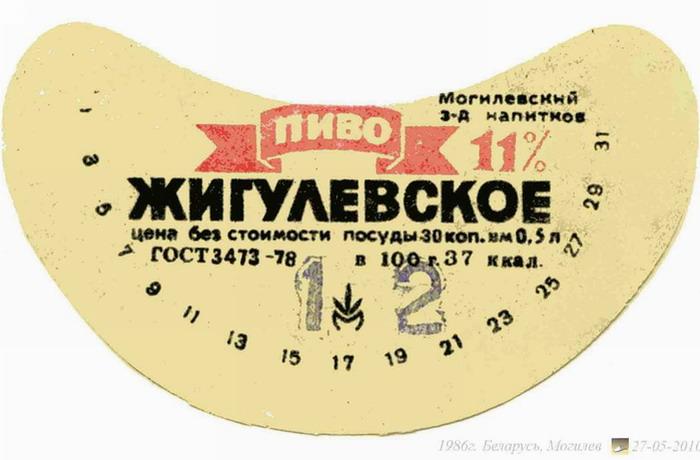 Могилевский
з-д напитков
ПИВО
11%
ЖИГУЛЕВСКОЕ
цена без стоимости посуды 30 коп. вм 0,5 л
ГОСТ 3473-78 в 100 г. 37 ккал.
1 2
1 3 5 7 9 11 13 15 17 19 21 23 25 27 29 31
1986г. Беларусь, Могилев 27-05-2010